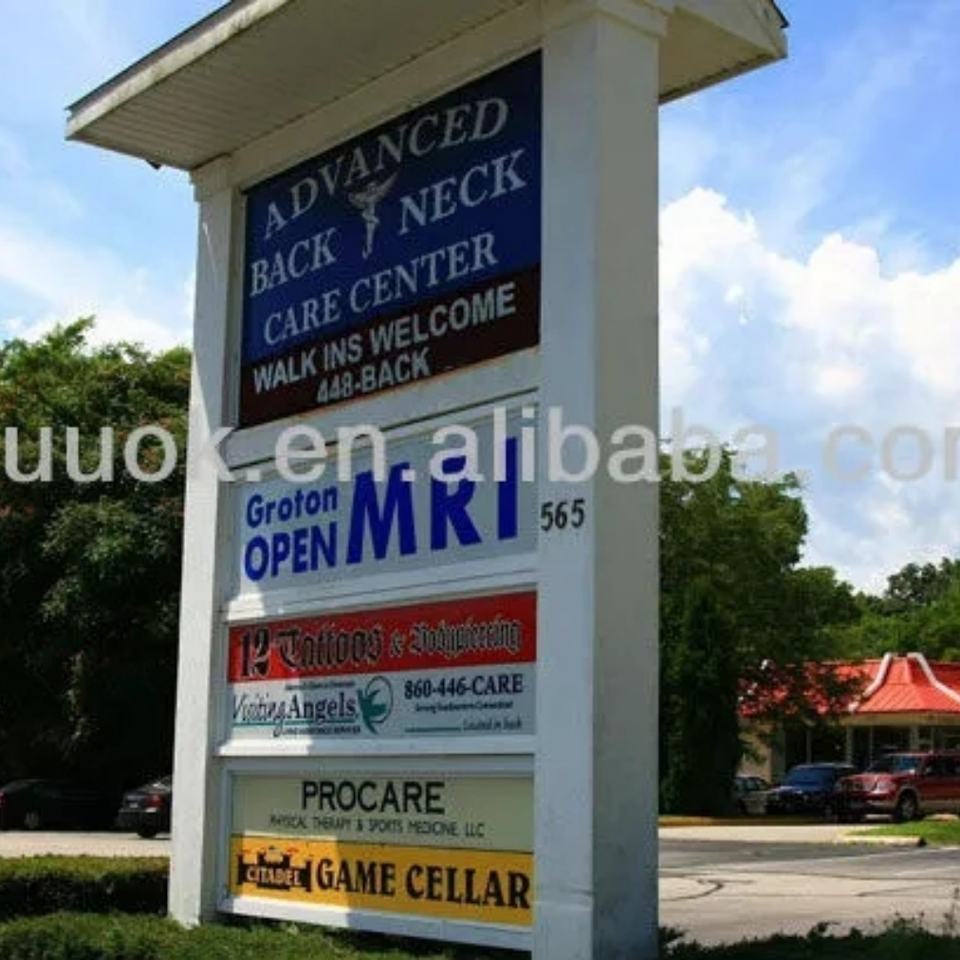 ADVANCED
BACK NECK
CARE CENTER
WALK INS WELCOME
448-BACK
uuok.en.alibaba.com
Groton
OPEN MRI
565
12 Tattoos & Bodypiercing
Visiting Angels
860-446-CARE
PROCARE
PHYSICAL THERAPY & SPORTS MEDICINE, LLC
CITADEL GAME CELLAR